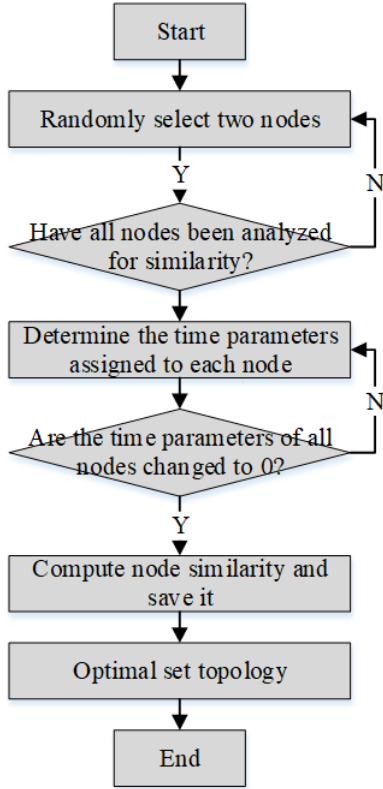 Start
Randomly select two nodes
Y
N
Have all nodes been analyzed
for similarity?
Determine the time parameters
assigned to each node
N
Are the time parameters of all
nodes changed to 0?
Y
Compute node similarity and
save it
Optimal set topology
End